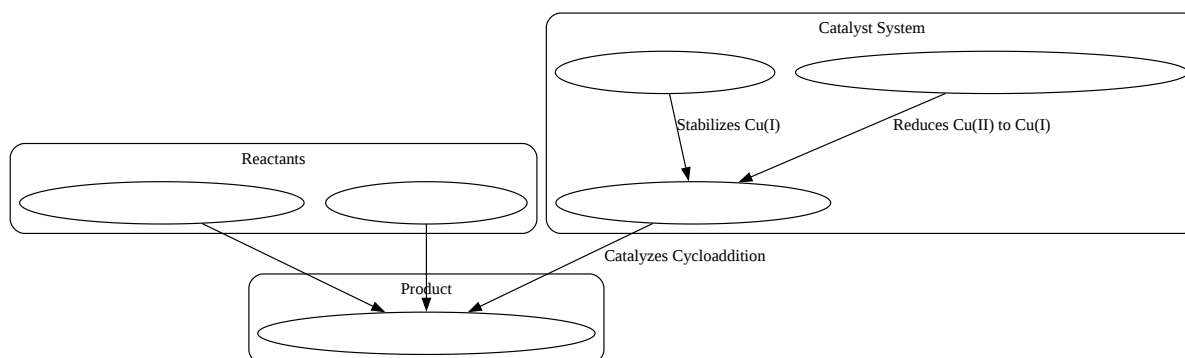 Catalyst System
Stabilizes Cu(I)
Reduces Cu(II) to Cu(I)
Reactants
Catalyzes Cycloaddition
Product